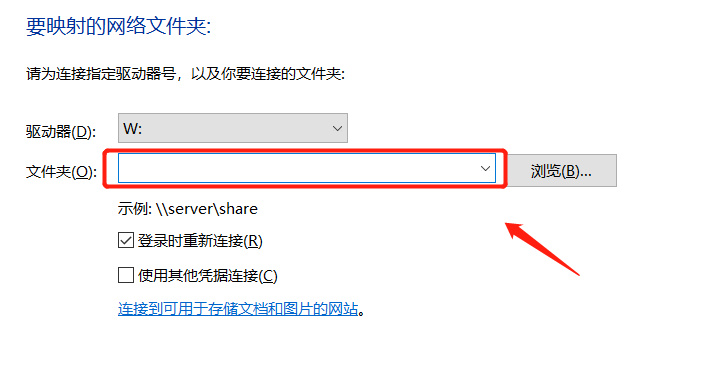 要映射的网络文件夹:
请为连接指定驱动器号，以及你要连接的文件夹:
驱动器(D): W:
文件夹(O): 浏览(B)...
示例: \\server\share
登录时重新连接(R)
使用其他凭据连接(C)
连接到可用于存储文档和图片的网站。